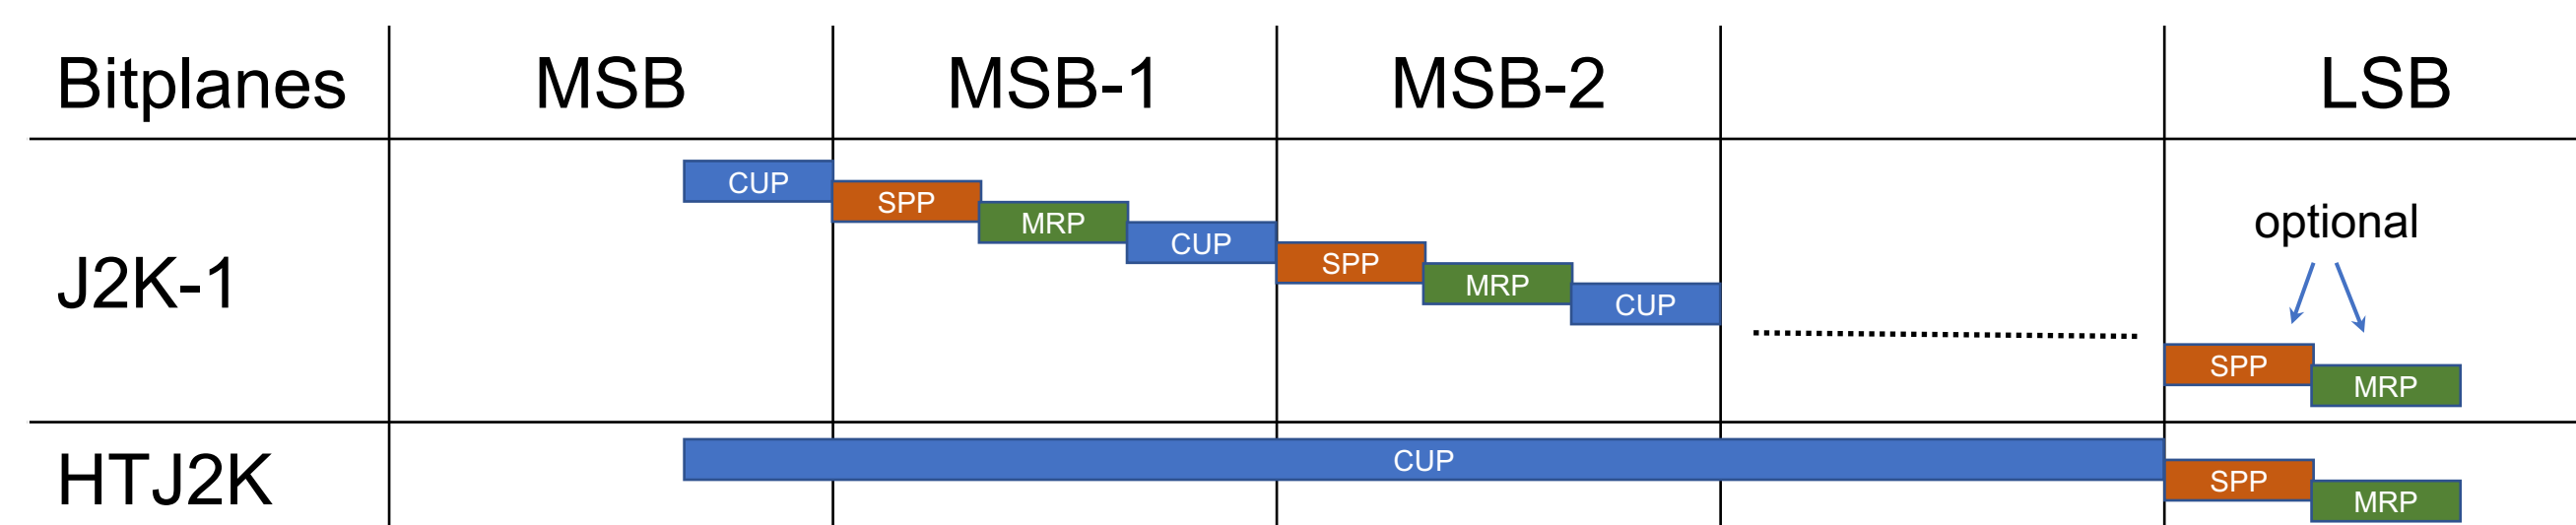 Bitplanes MSB MSB-1 MSB-2 LSB
CUP
SPP
MRP
CUP
SPP
MRP
CUP
optional
J2K-1
SPP
MRP
HTJ2K
CUP
SPP
MRP